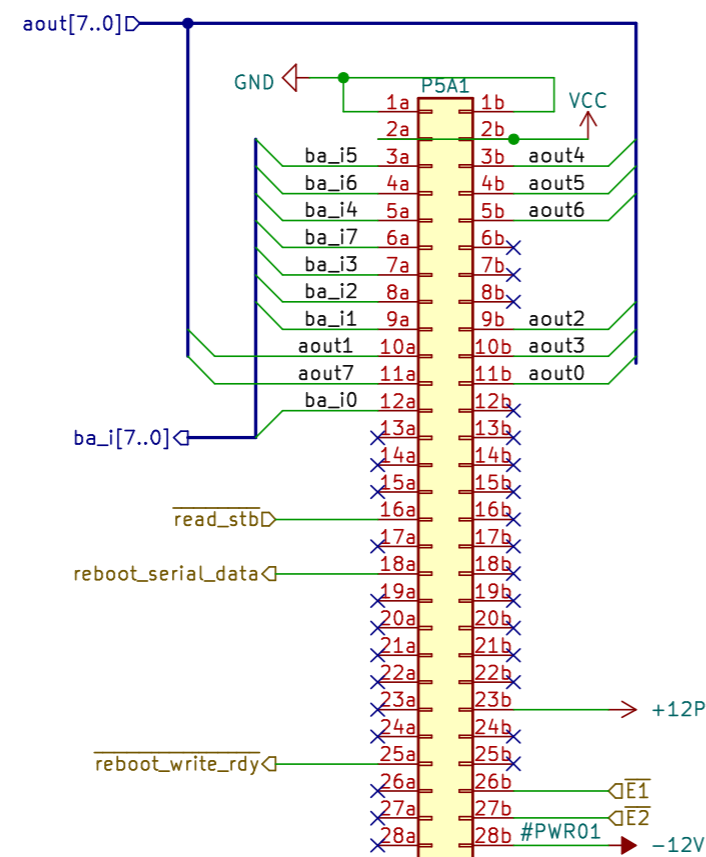 aout[7..0]
GND P5A1
1a 1b VCC
2a 2b
ba_i5 3a 3b aout4
ba_i6 4a 4b aout5
ba_i4 5a 5b aout6
ba_i7 6a 6b
ba_i3 7a 7b
ba_i2 8a 8b
ba_i1 9a 9b aout2
aout1 10a 10b aout3
aout7 11a 11b aout0
ba_i0 12a 12b
ba_i[7..0] 13a 13b
14a 14b
15a 15b
read_stb 16a 16b
17a 17b
reboot_serial_data 18a 18b
19a 19b
20a 20b
21a 21b
22a 22b
23a 23b +12P
24a 24b
reboot_write_rdy 25a 25b
26a 26b E1
27a 27b E2
28a 28b #PWR01 -12V